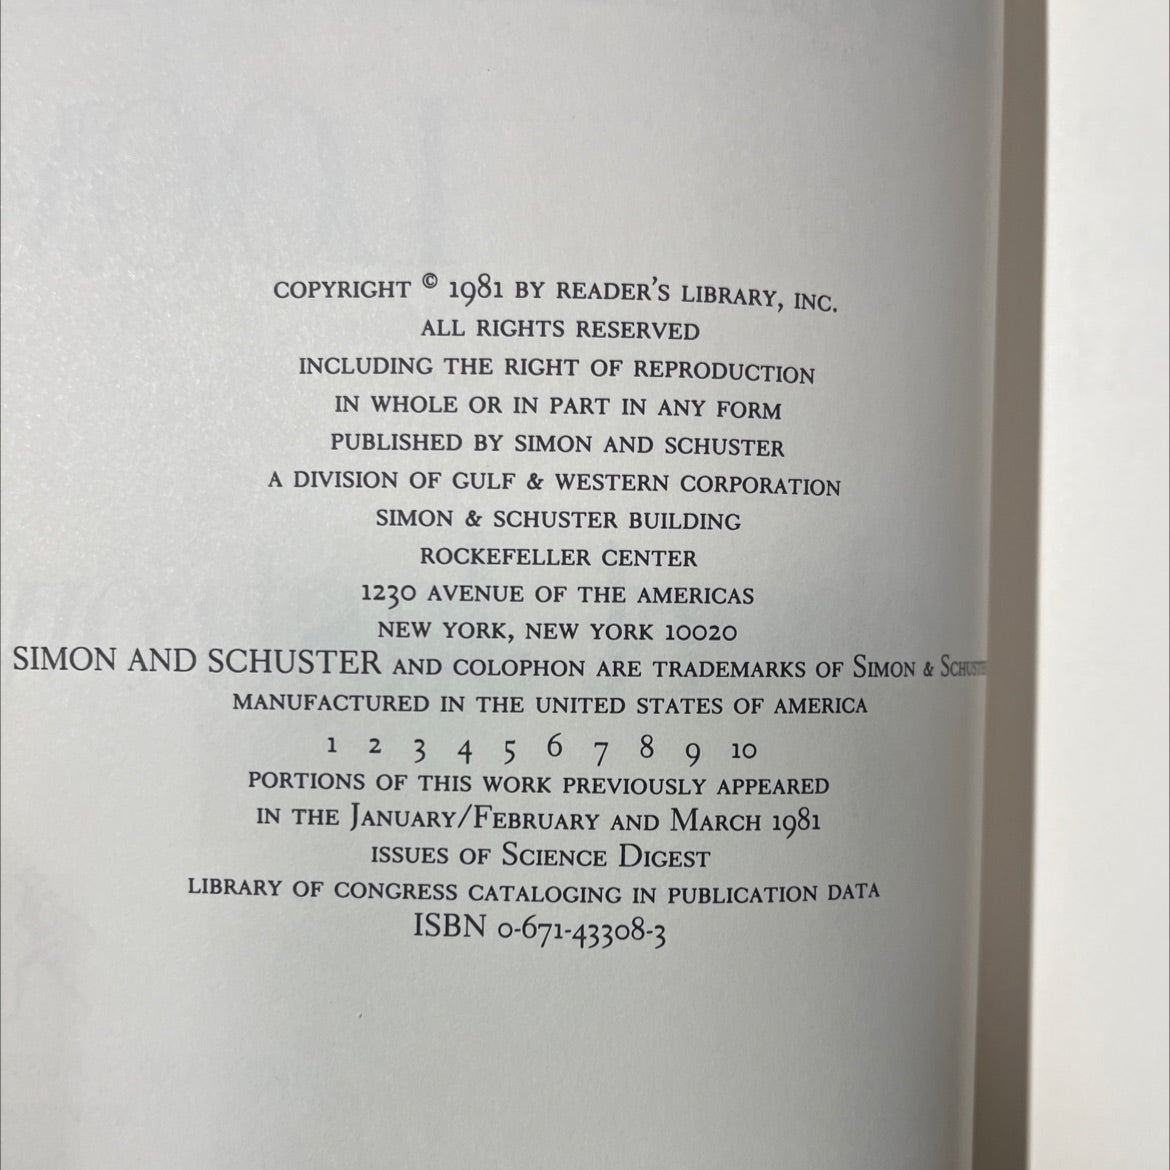 COPYRIGHT © 1981 BY READER'S LIBRARY, INC.
ALL RIGHTS RESERVED
INCLUDING THE RIGHT OF REPRODUCTION
IN WHOLE OR IN PART IN ANY FORM
PUBLISHED BY SIMON AND SCHUSTER
A DIVISION OF GULF & WESTERN CORPORATION
SIMON & SCHUSTER BUILDING
ROCKEFELLER CENTER
1230 AVENUE OF THE AMERICAS
NEW YORK, NEW YORK 10020
SIMON AND SCHUSTER AND COLOPHON ARE TRADEMARKS OF SIMON &
MANUFACTURED IN THE UNITED STATES OF AMERICA
1 2 3 4 5 6 7 8 9 10
PORTIONS OF THIS WORK PREVIOUSLY APPEARED
IN THE JANUARY/FEBRUARY AND MARCH 1981
ISSUES OF SCIENCE DIGEST
LIBRARY OF CONGRESS CATALOGING IN PUBLICATION DATA
ISBN 0-671-43308-3